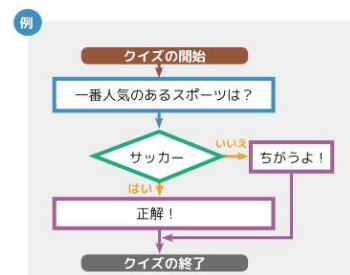 例
クイズの開始
一番人気のあるスポーツは？
サッカー
いいえ
ちがうよ！
はい
正解！
クイズの終了